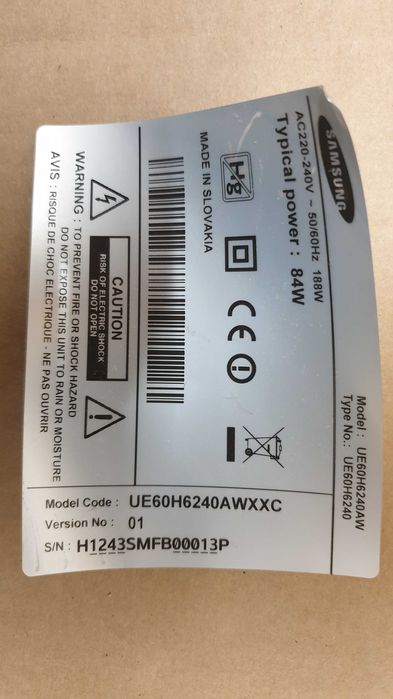 SAMSUNG
Model : UE60H6240AW
Type No.: UE60H6240
AC220-240V ~ 50/60Hz 188W
Typical power : 84W
Hg
CE
MADE IN SLOVAKIA
CAUTION
RISK OF ELECTRIC SHOCK
DO NOT OPEN
WARNING : TO PREVENT FIRE OR SHOCK HAZARD
DO NOT EXPOSE THIS UNIT TO RAIN OR MOISTURE
AVIS : RISQUE DE CHOC ELECTRIQUE - NE PAS OUVRIR
Model Code : UE60H6240AWXXC
Version No : 01
S/N : H1243SMFB00013P